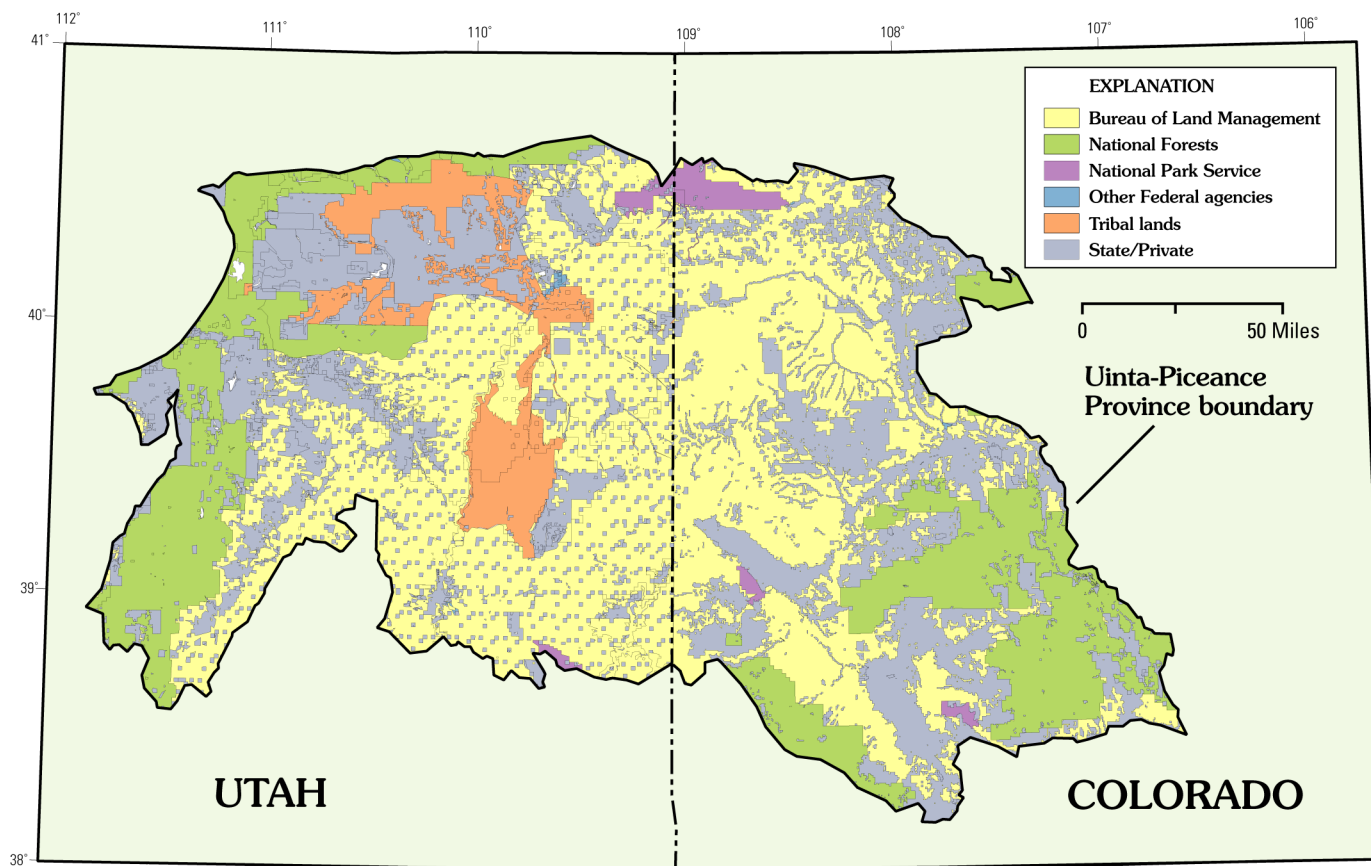 112°
111°
110°
109°
108°
107°
106°
41°
EXPLANATION
Bureau of Land Management
National Forests
National Park Service
Other Federal agencies
Tribal lands
State/Private
40°
0
50 Miles
Uinta-Piceance
Province boundary
39°
UTAH
COLORADO
38°